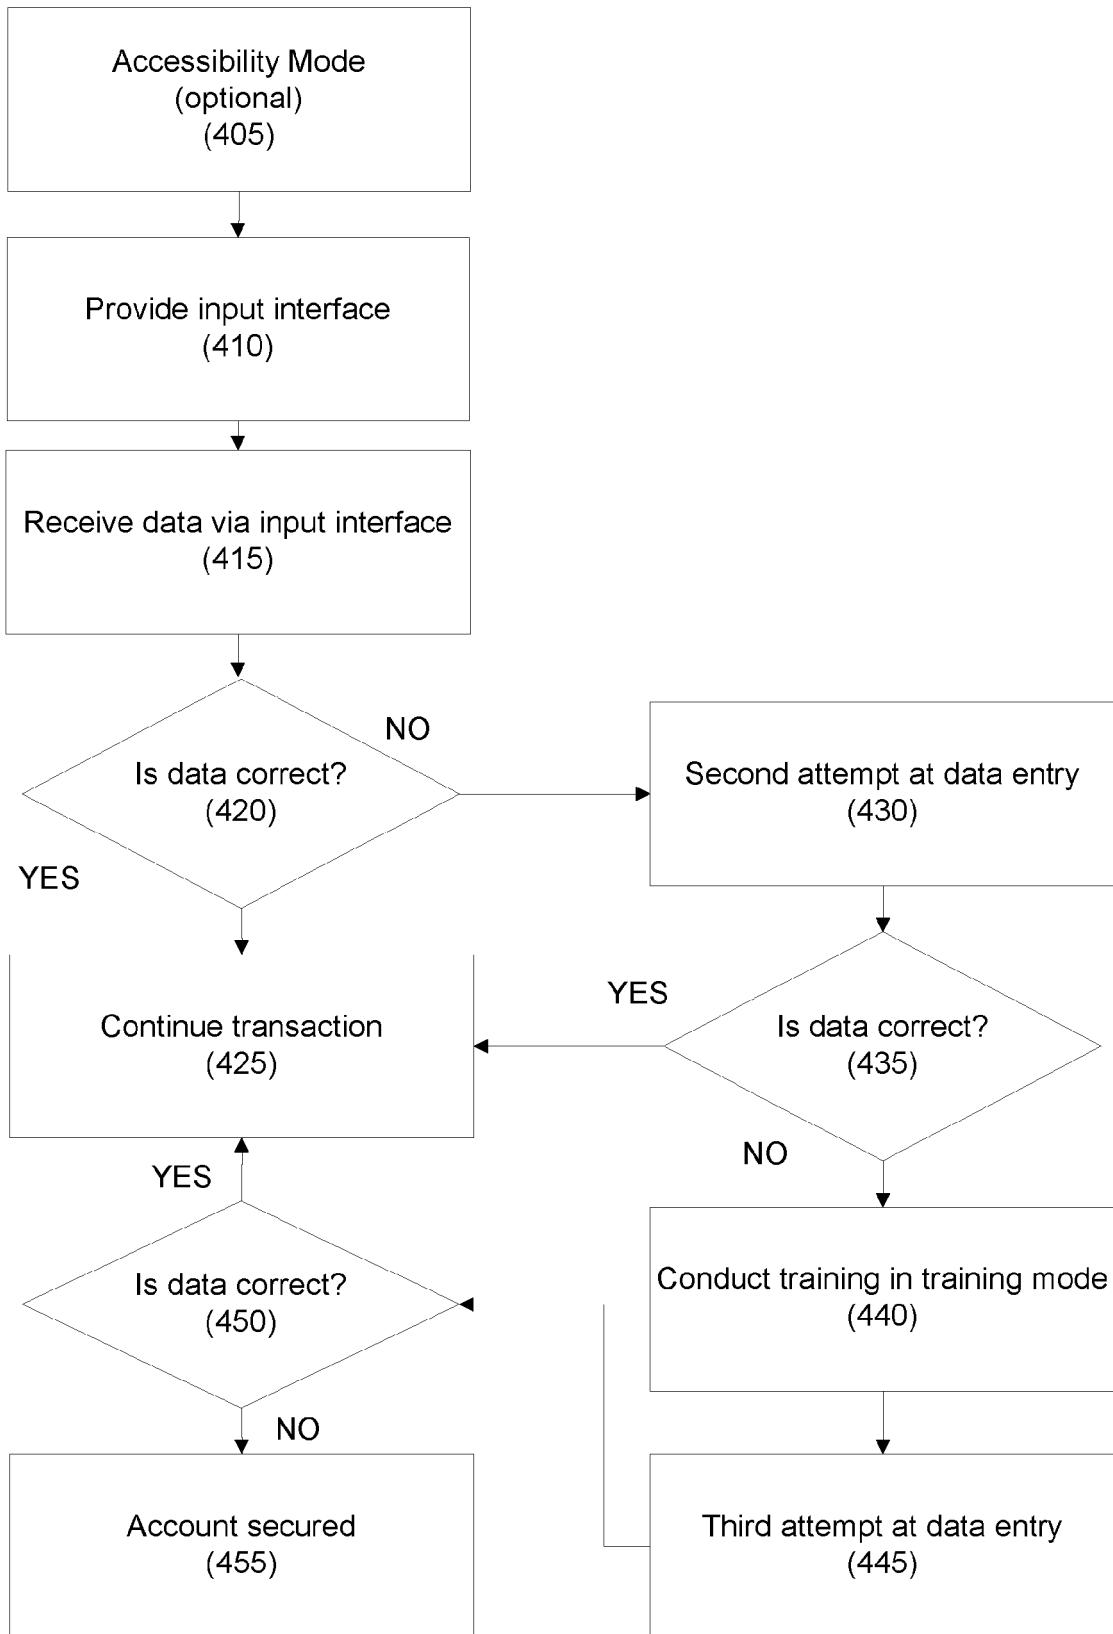 Accessibility Mode
(optional)
(405)
Provide input interface
(410)
Receive data via input interface
(415)
Is data correct?
(420)
NO
YES
Second attempt at data entry
(430)
Continue transaction
(425)
YES
Is data correct?
(435)
NO
YES
Is data correct?
(450)
NO
Conduct training in training mode
(440)
Account secured
(455)
Third attempt at data entry
(445)